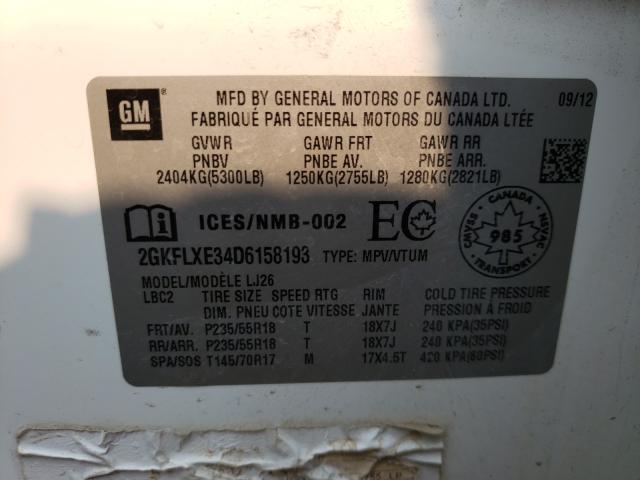 GM
MFD BY GENERAL MOTORS OF CANADA LTD. 09/12
FABRIQUÉ PAR GENERAL MOTORS DU CANADA LTÉE
GVWR GAWR FRT GAWR RR
PNBV PNBE AV. PNBE ARR.
2404KG(5300LB) 1250KG(2755LB) 1280KG(2821LB)
ICES/NMB-002 EC
CANADA
CMVSS 985 NSVAC
TRANSPORT
2GKFLXE34D6158193 TYPE: MPV/VTUM
MODEL/MODÈLE LJ26
LBC2 TIRE SIZE SPEED RTG RIM COLD TIRE PRESSURE
DIM. PNEU COTE VITESSE JANTE PRESSION À FROID
FRT/AV. P235/55R18 T 18X7J 240 KPA(35PSI)
RR/ARR. P235/55R18 T 18X7J 240 KPA(35PSI)
SPA/SOS T145/70R17 M 17X4.5T 420 KPA(60PSI)